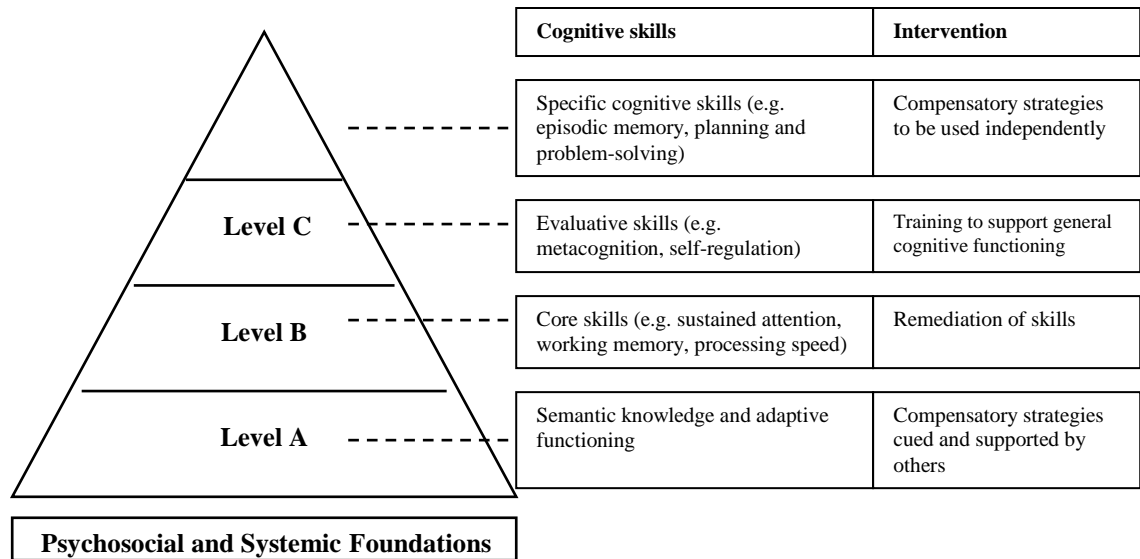 Cognitive skills
Intervention
Specific cognitive skills (e.g.
episodic memory, planning and
problem-solving)
Compensatory strategies
to be used independently
Level C
Evaluative skills (e.g.
metacognition, self-regulation)
Training to support general
cognitive functioning
Level B
Core skills (e.g. sustained attention,
working memory, processing speed)
Remediation of skills
Level A
Semantic knowledge and adaptive
functioning
Compensatory strategies
cued and supported by
others
Psychosocial and Systemic Foundations